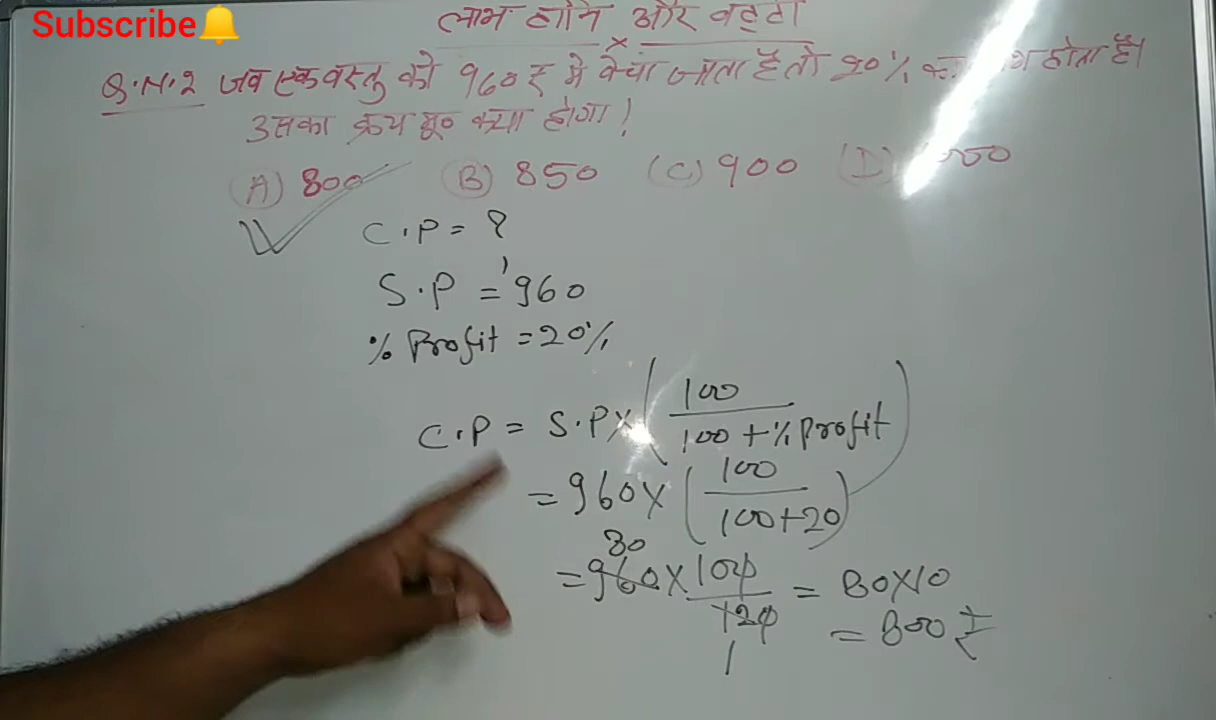 Subscribe🔔
लाभ हानि और बट्टा
Q.N.2 जब एक वस्तु को 960₹ में बेचा जाता है तो 20% का होता है।
उसका क्रय मू० क्या होगा!
(A) 800 (B) 850 (C) 900 (D)
C.P = ?
S.P = 960
% Profit = 20%
C.P = S.P x ( 100 / 100 + % Profit )
= 960 x ( 100 / 100+20 )
80
= 960 x 100 / 120 = 80 x 10
1 = 800 ₹